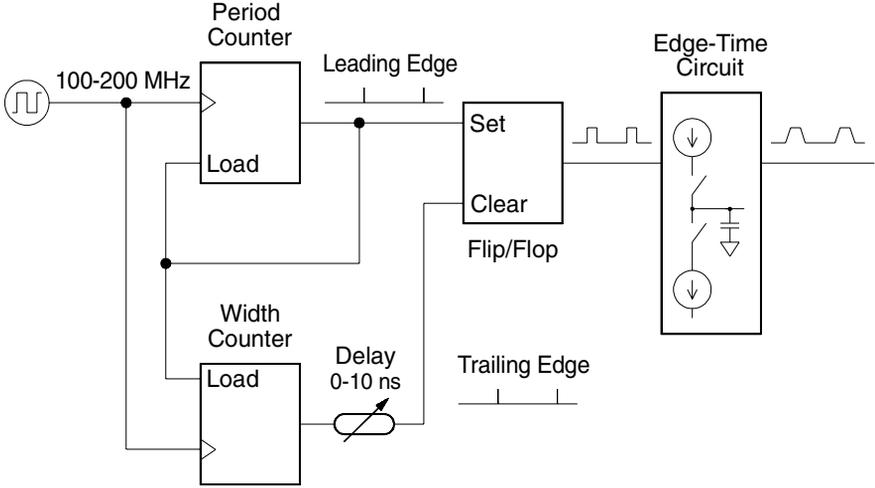 Period
Counter
100-200 MHz
Load
Leading Edge
Set
Clear
Flip/Flop
Edge-Time
Circuit
Width
Counter
Load
Delay
0-10 ns
Trailing Edge